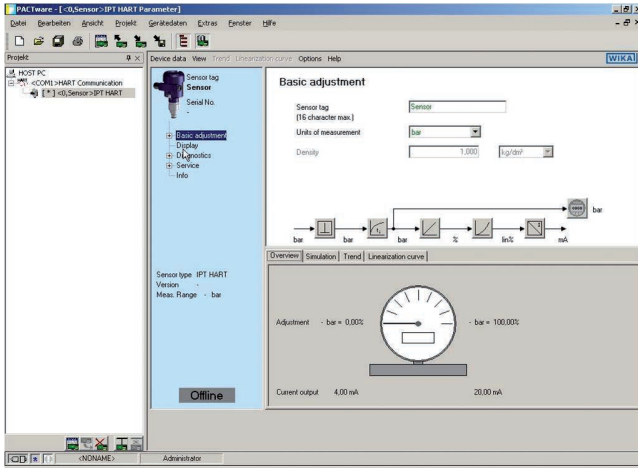 PACTware - [<0,Sensor>IPT HART Parameter]
Datei Bearbeiten Ansicht Projekt Gerätedaten Extras Fenster Hilfe
Projekt
HOST PC
<COM1>HART Communication
[ * ] <0,Sensor>IPT HART
Device data View Trend Linearization curve Options Help
WIKA
Sensor tag
Sensor
Serial No.
-
Basic adjustment
Display
Diagnostics
Service
Info
Sensor type IPT HART
Version -
Meas. Range - bar
Offline
Basic adjustment
Sensor tag
(16 character max.)
Sensor
Units of measurement
bar
Density
1,000
kg/dm³
bar
bar
bar
bar
%
lin%
mA
Overview Simulation Trend Linearization curve
Adjustment - bar = 0,00%
- bar = 100,00%
Current output 4,00 mA
20,00 mA
<NONAME>
Administrator